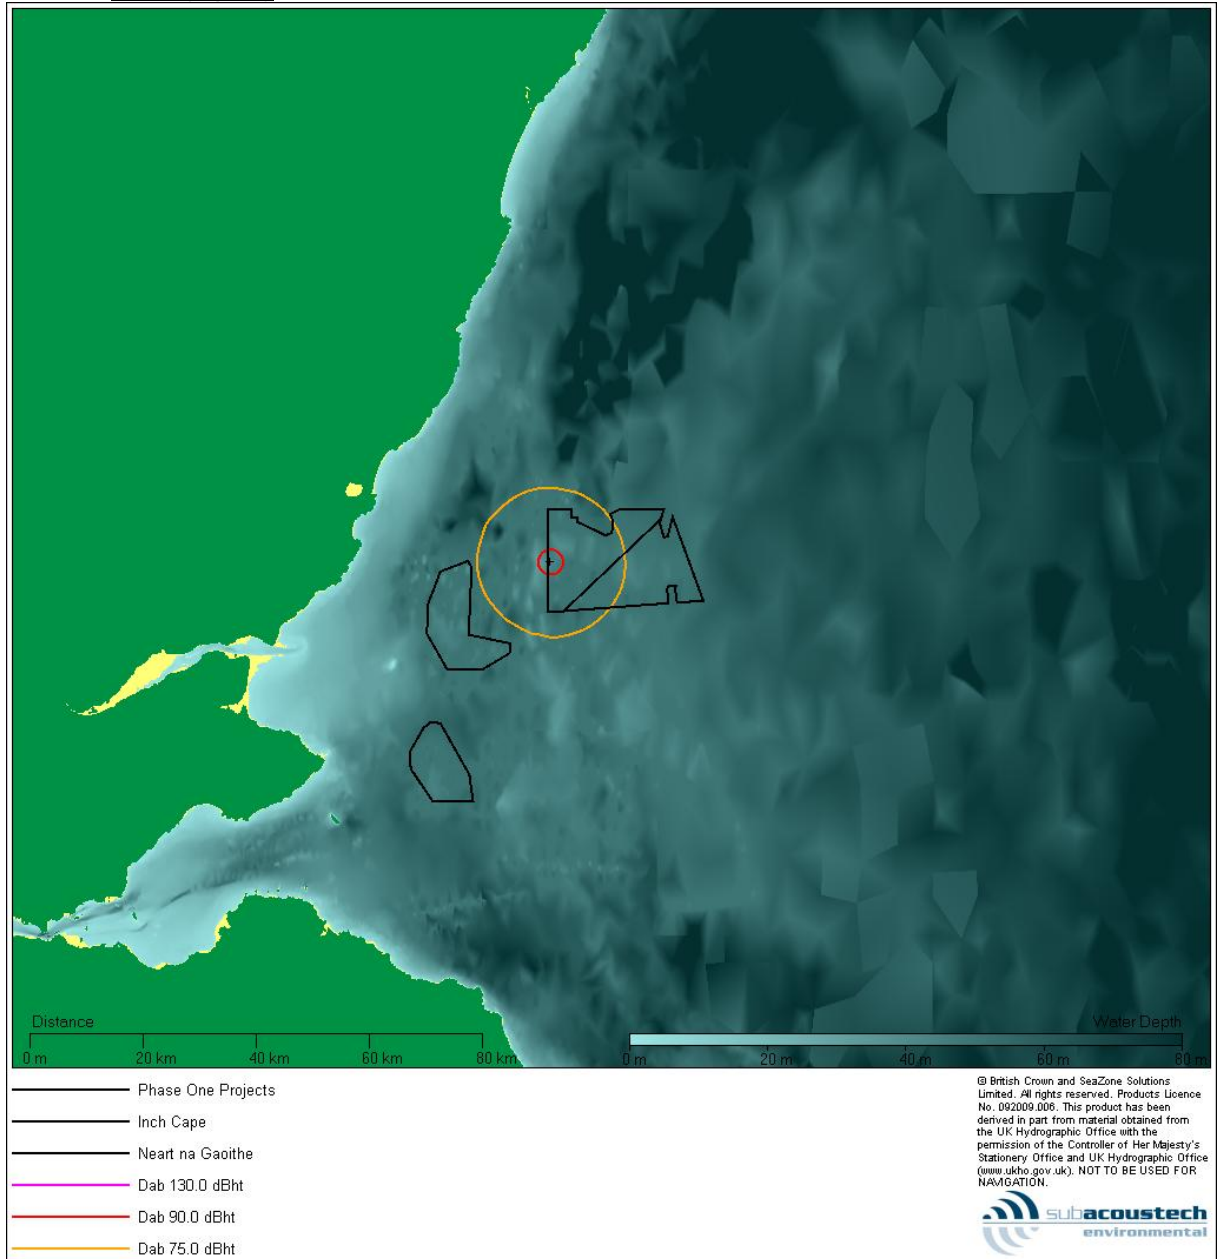 Distance
0 m 20 km 40 km 60 km 80 km
Water Depth
0 m 20 m 40 m 60 m 80 m
Phase One Projects
Inch Cape
Neart na Gaoithe
Dab 130.0 dBht
Dab 90.0 dBht
Dab 75.0 dBht
© British Crown and SeaZone Solutions
Limited. All rights reserved. Products Licence
No. 092009.006. This product has been
derived in part from material obtained from
the UK Hydrographic Office with the
permission of the Controller of Her Majesty's
Stationery Office and UK Hydrographic Office
(www.ukho.gov.uk). NOT TO BE USED FOR
NAVIGATION.
subacoustech
environmental